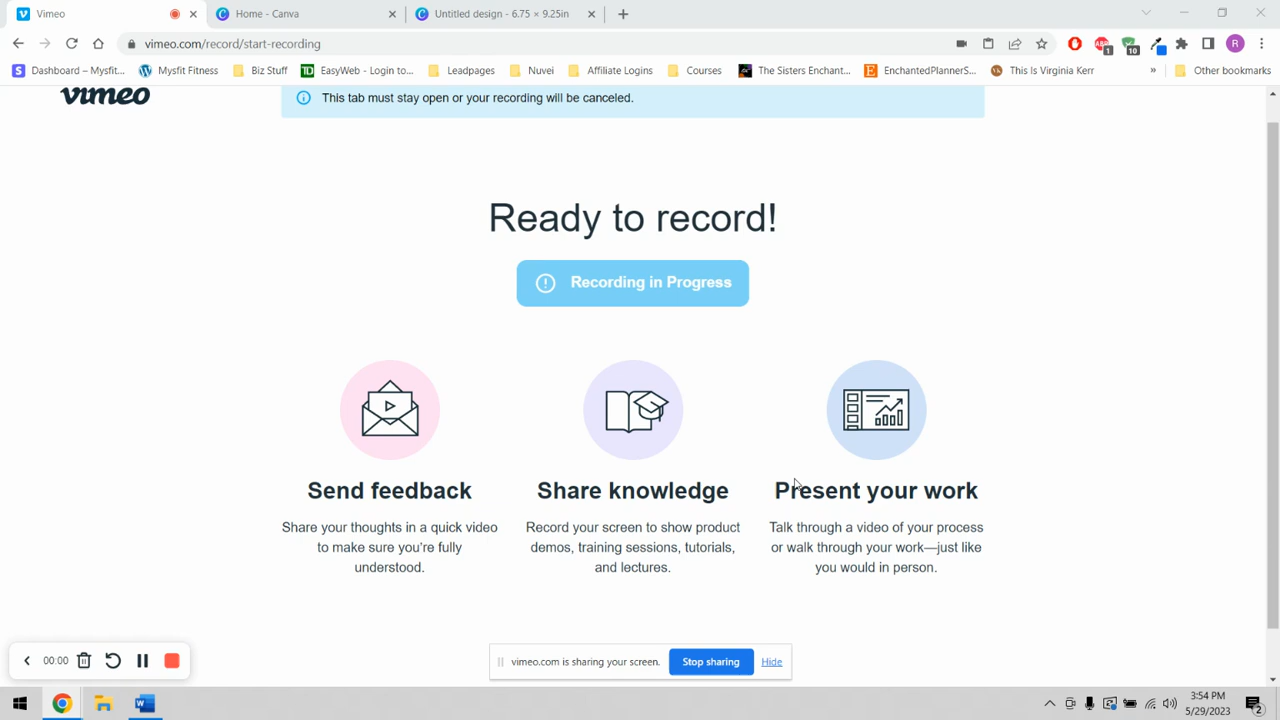 Vimeo
Home - Canva
Untitled design - 6.75 × 9.25in
vimeo.com/record/start-recording
1
10
R
Dashboard – Mysfit...
Mysfit Fitness
Biz Stuff
EasyWeb - Login to...
Leadpages
Nuvei
Affiliate Logins
Courses
The Sisters Enchant...
EnchantedPlannerS...
This Is Virginia Kerr
»
Other bookmarks
vimeo
This tab must stay open or your recording will be canceled.
Ready to record!
Recording in Progress
Send feedback
Share your thoughts in a quick video
to make sure you're fully
understood.
Share knowledge
Record your screen to show product
demos, training sessions, tutorials,
and lectures.
Present your work
Talk through a video of your process
or walk through your work—just like
you would in person.
00:00
vimeo.com is sharing your screen.
Stop sharing
Hide
3:54 PM
5/29/2023
2